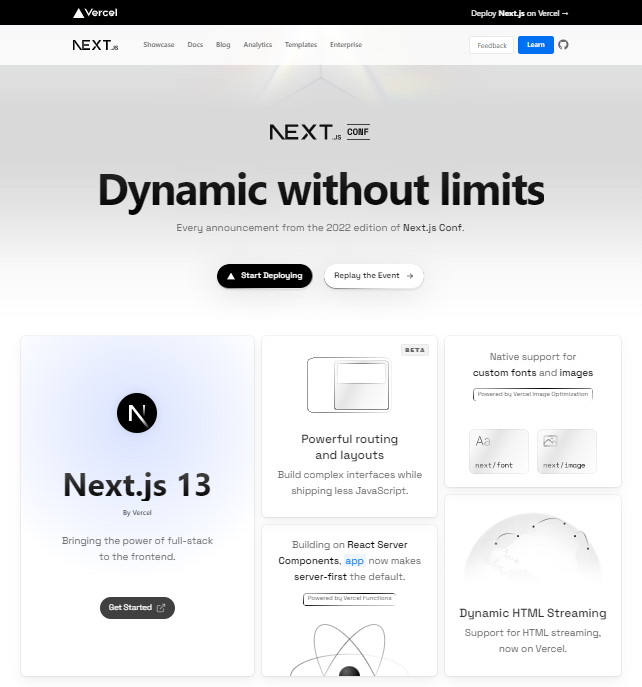 Vercel
Deploy Next.js on Vercel →
NEXT.JS
Showcase
Docs
Blog
Analytics
Templates
Enterprise
Feedback
Learn
NEXT.JS CONF
Dynamic without limits
Every announcement from the 2022 edition of Next.js Conf.
Start Deploying
Replay the Event →
N
Next.js 13
By Vercel
Bringing the power of full-stack
to the frontend.
Get Started
BETA
Powerful routing
and layouts
Build complex interfaces while
shipping less JavaScript.
Building on React Server
Components, app now makes
server-first the default.
Powered by Vercel Functions
Native support for
custom fonts and images
Powered by Vercel Image Optimization
Aa
next/font
next/image
Dynamic HTML Streaming
Support for HTML streaming,
now on Vercel.